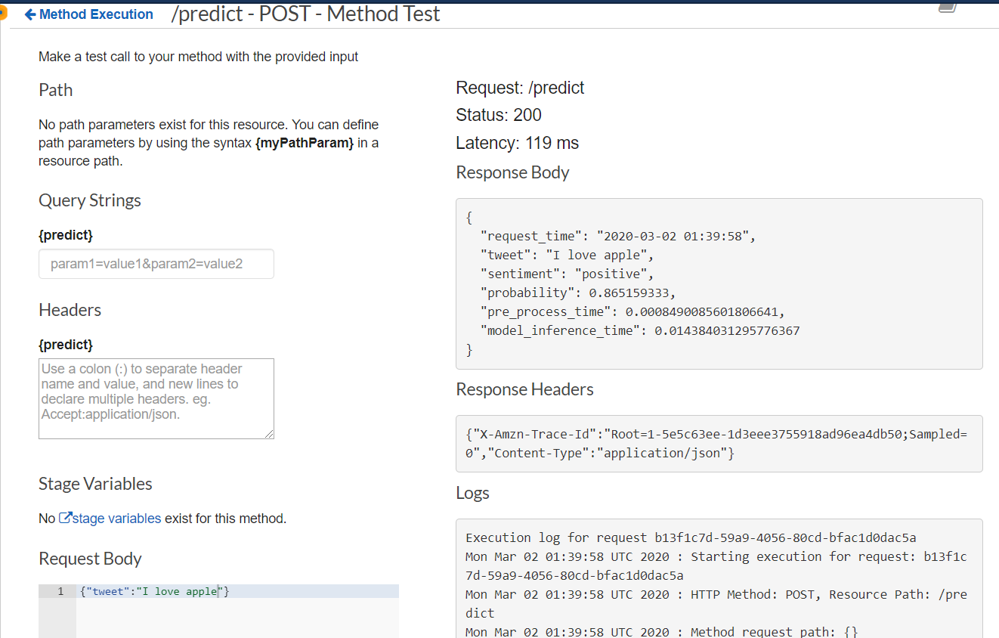 Method Execution /predict - POST - Method Test
Make a test call to your method with the provided input
Path
No path parameters exist for this resource. You can define
path parameters by using the syntax {myPathParam} in a
resource path.
Query Strings
{predict}
param1=value1&param2=value2
Headers
{predict}
Use a colon (:) to separate header
name and value, and new lines to
declare multiple headers. eg.
Accept:application/json.
Stage Variables
No stage variables exist for this method.
Request Body
1 {"tweet":"I love apple"}
Request: /predict
Status: 200
Latency: 119 ms
Response Body
{
"request_time": "2020-03-02 01:39:58",
"tweet": "I love apple",
"sentiment": "positive",
"probability": 0.865159333,
"pre_process_time": 0.0008490085601806641,
"model_inference_time": 0.014384031295776367
}
Response Headers
{"X-Amzn-Trace-Id":"Root=1-5e5c63ee-1d3eee3755918ad96ea4db50;Sampled=
0","Content-Type":"application/json"}
Logs
Execution log for request b13f1c7d-59a9-4056-80cd-bfac1d0dac5a
Mon Mar 02 01:39:58 UTC 2020 : Starting execution for request: b13f1c
7d-59a9-4056-80cd-bfac1d0dac5a
Mon Mar 02 01:39:58 UTC 2020 : HTTP Method: POST, Resource Path: /pre
dict
Mon Mar 02 01:39:58 UTC 2020 : Method request path: {}